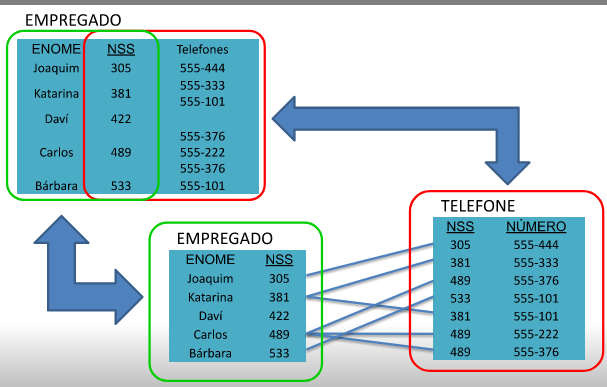 EMPREGADO
ENOME NSS Telefones
Joaquim 305 555-444
555-333
Katarina 381
555-101
Daví 422
555-376
Carlos 489 555-222
555-376
Bárbara 533 555-101
EMPREGADO
ENOME NSS
Joaquim 305
Katarina 381
Daví 422
Carlos 489
Bárbara 533
TELEFONE
NSS NÚMERO
305 555-444
381 555-333
489 555-376
533 555-101
381 555-101
489 555-222
489 555-376